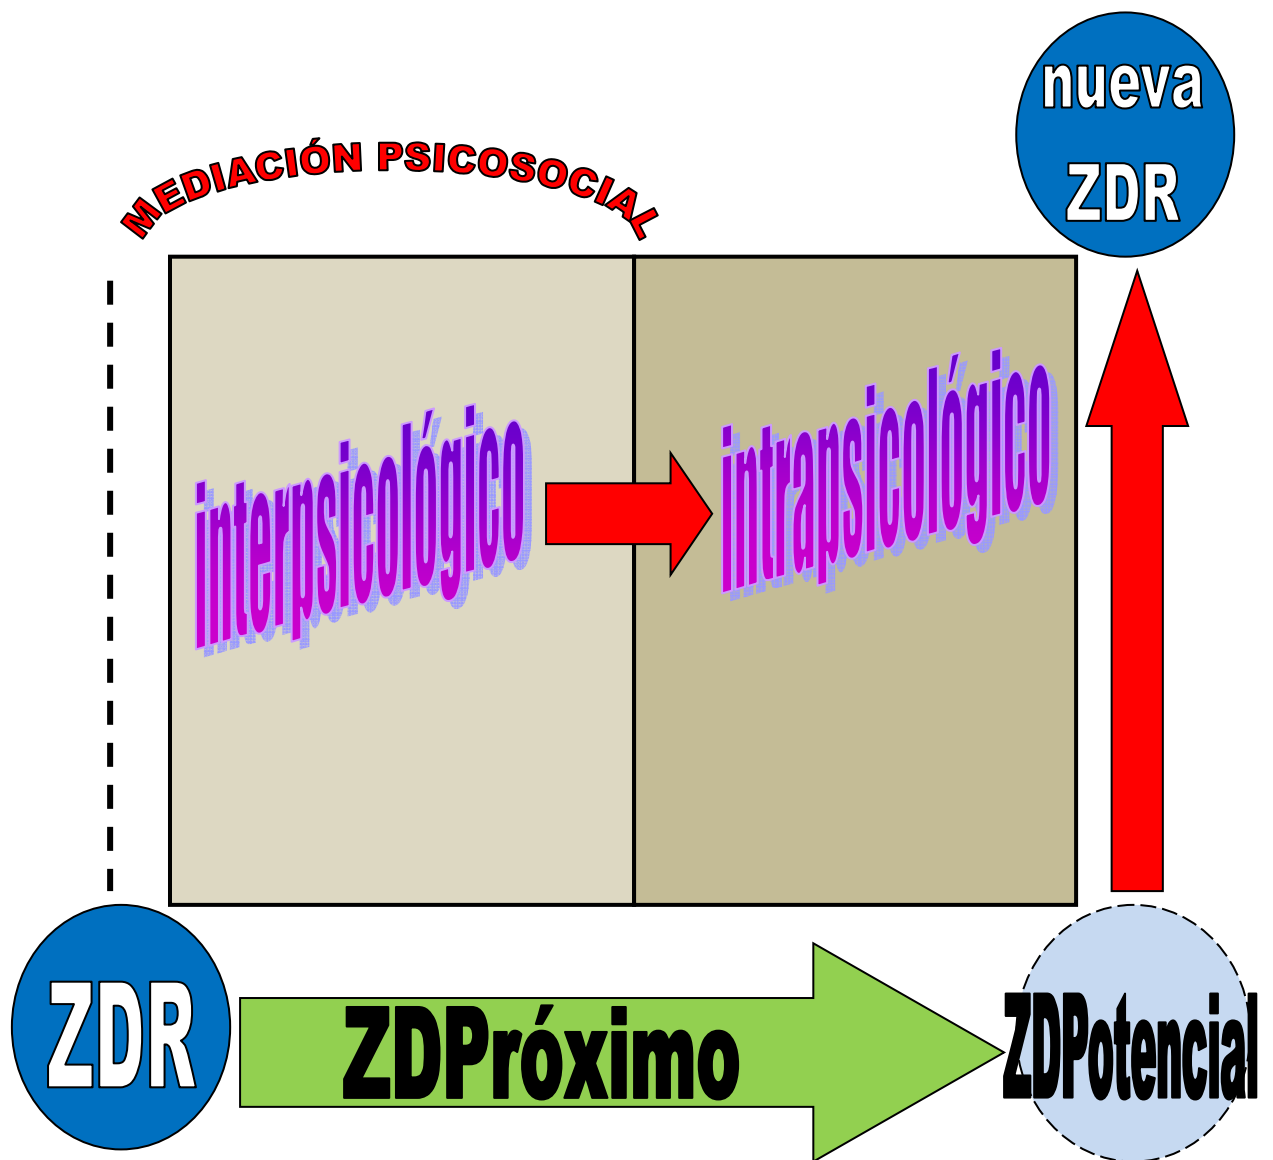 nueva
ZDR
MEDIACIÓN PSICOSOCIAL
interpsicológico
intrapsicológico
ZDR
ZDPróximo
ZDPotencial